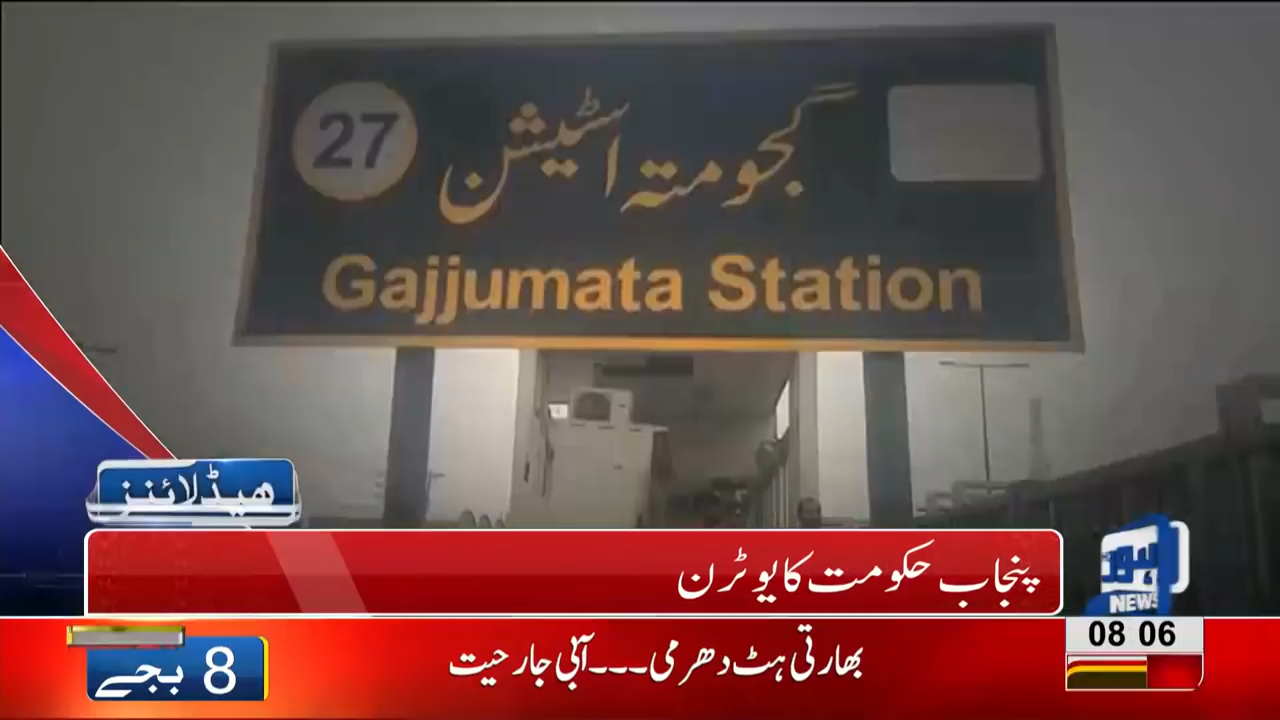 27
گجومتہ اسٹیشن
Gajjumata Station
ہیڈلائنز
پنجاب حکومت کا یوٹرن
لاہور
NEWS
08 06
8 بجے
بھارتی ہٹ دھرمی ۔۔۔ آبی جارحیت